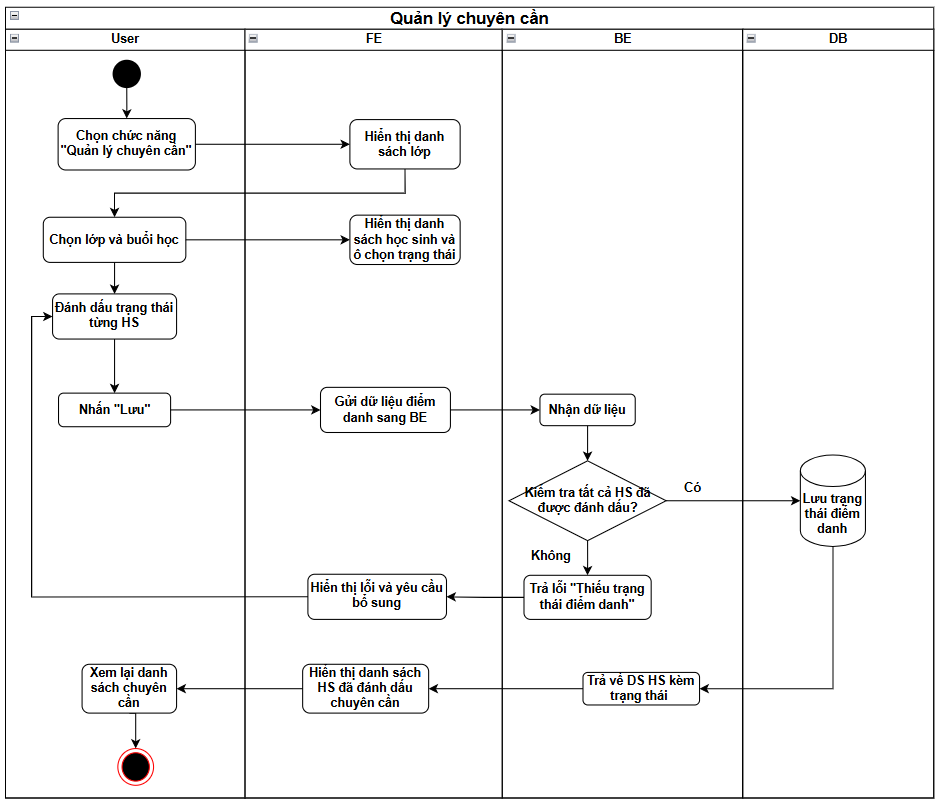 Quản lý chuyên cần
User
FE
BE
DB
Chọn chức năng
"Quản lý chuyên cần"
Hiển thị danh
sách lớp
Chọn lớp và buổi học
Hiển thị danh
sách học sinh và
ô chọn trạng thái
Đánh dấu trạng thái
từng HS
Nhấn "Lưu"
Gửi dữ liệu điểm
danh sang BE
Nhận dữ liệu
Kiểm tra tất cả HS đã
được đánh dấu?
Có
Lưu trạng
thái điểm
danh
Không
Trả lỗi "Thiếu trạng
thái điểm danh"
Hiển thị lỗi và yêu cầu
bổ sung
Trả về DS HS kèm
trạng thái
Hiển thị danh sách
HS đã đánh dấu
chuyên cần
Xem lại danh
sách chuyên
cần